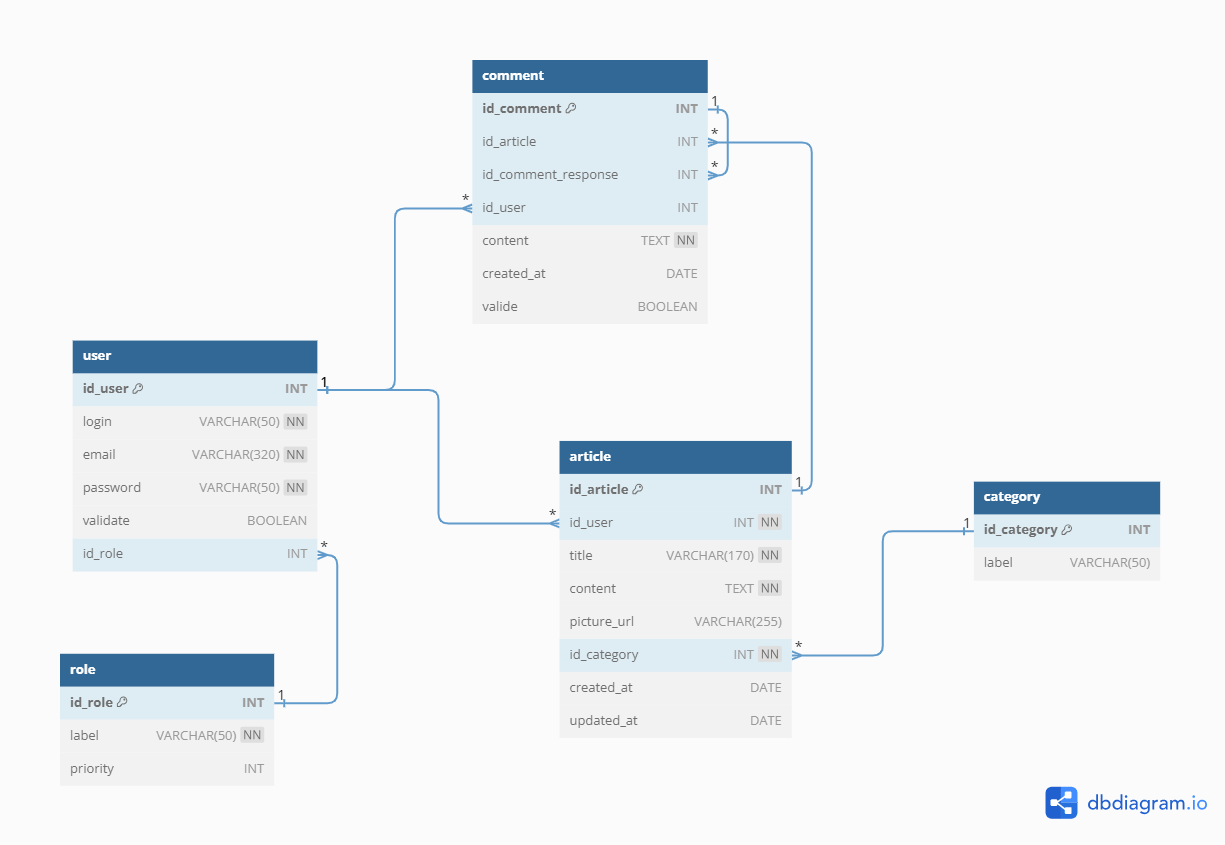 comment
id_comment INT 1
id_article INT *
id_comment_response INT *
* id_user INT
content TEXT NN
created_at DATE
valide BOOLEAN
user
id_user INT 1
login VARCHAR(50) NN
email VARCHAR(320) NN
password VARCHAR(50) NN
validate BOOLEAN
id_role INT *
article
id_article INT 1
* id_user INT NN
title VARCHAR(170) NN
content TEXT NN
picture_url VARCHAR(255)
id_category INT NN *
created_at DATE
updated_at DATE
category
1 id_category INT
label VARCHAR(50)
role
id_role INT 1
label VARCHAR(50) NN
priority INT
dbdiagram.io